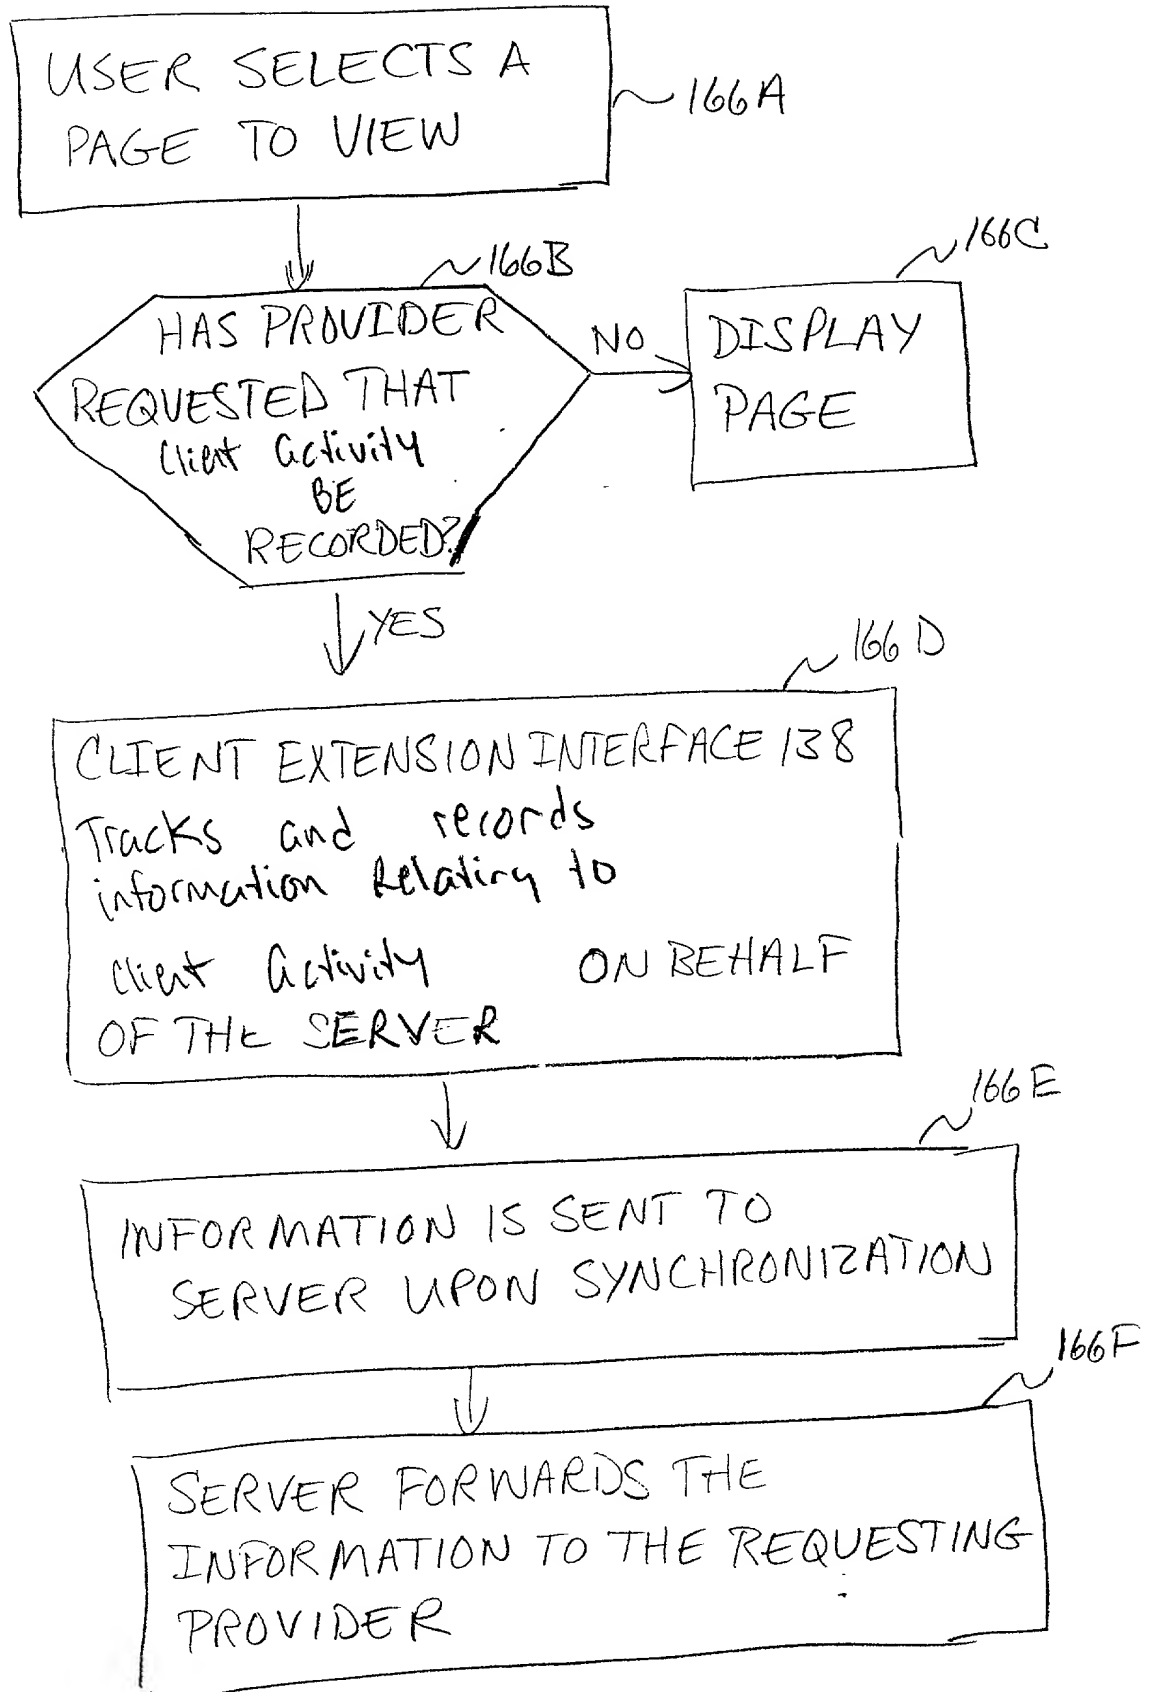 USER SELECTS A
PAGE TO VIEW
166A
166B
HAS PROVIDER
REQUESTED THAT
Client Activity
BE
RECORDED?
NO
166C
DISPLAY
PAGE
YES
166D
CLIENT EXTENSION INTERFACE 138
Tracks and records
information Relating to
Client Activity ON BEHALF
OF THE SERVER
166E
INFORMATION IS SENT TO
SERVER UPON SYNCHRONIZATION
166F
SERVER FORWARDS THE
INFORMATION TO THE REQUESTING
PROVIDER